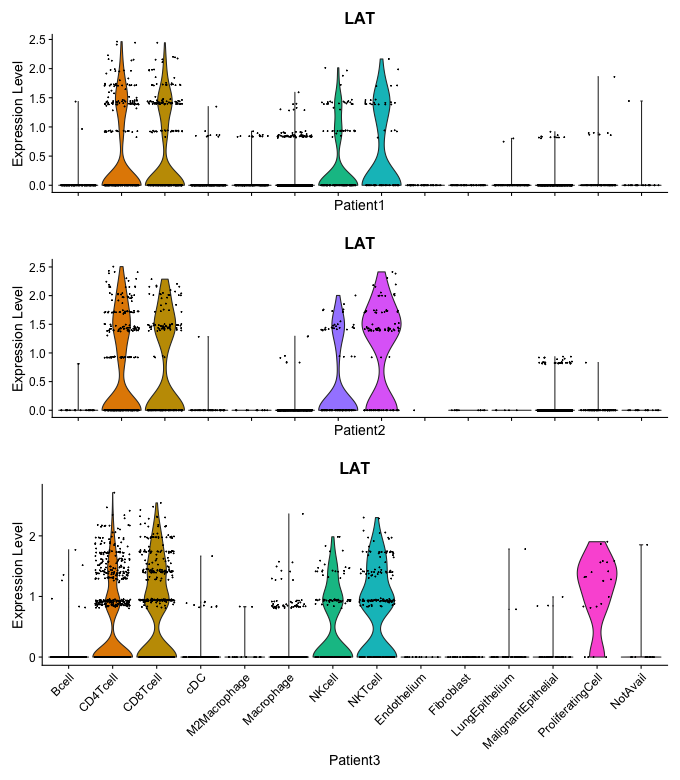 LAT
Expression Level
2.5
2.0
1.5
1.0
0.5
0.0
Patient1
LAT
Expression Level
2.5
2.0
1.5
1.0
0.5
0.0
Patient2
LAT
Expression Level
2
1
0
Bcell
CD4Tcell
CD8Tcell
cDC
M2Macrophage
Macrophage
NKcell
NKTcell
Endothelium
Fibroblast
LungEpithelium
MalignantEpithelial
ProliferatingCell
NotAvail
Patient3